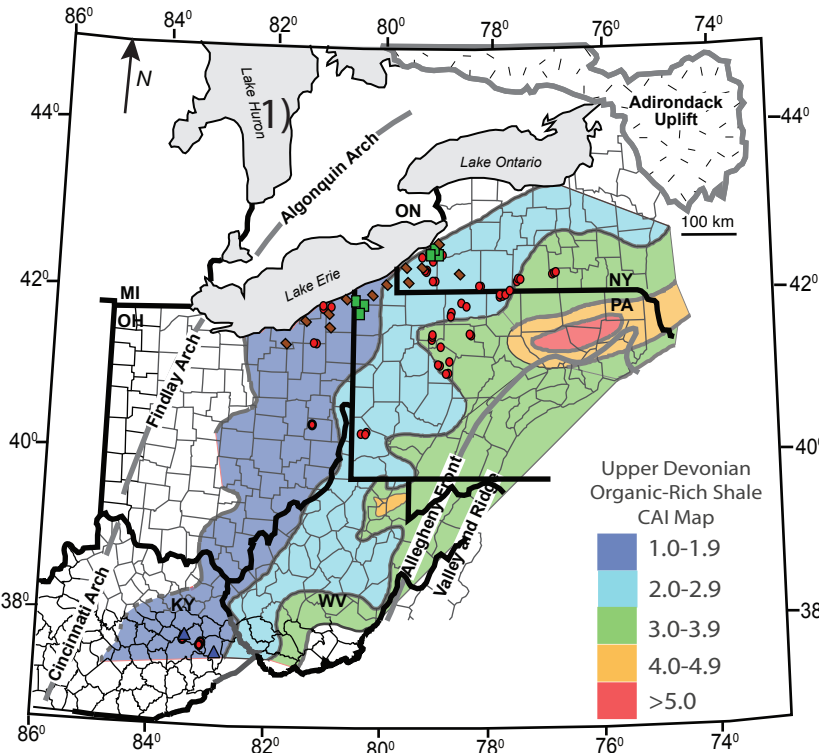 86⁰ 84⁰ 82⁰ 80⁰ 78⁰ 76⁰ 74⁰
N
Lake Huron
1)
Adirondack
Uplift
44⁰
44⁰
Algonquin Arch
Lake Ontario
ON
100 km
Lake Erie
42⁰
42⁰
MI
OH
NY
PA
Findlay Arch
40⁰
40⁰
Allegheny Front
Valley and Ridge
Upper Devonian
Organic-Rich Shale
CAI Map
1.0-1.9
2.0-2.9
3.0-3.9
4.0-4.9
>5.0
38⁰
38⁰
KY
WV
Cincinnati Arch
86⁰ 84⁰ 82⁰ 80⁰ 78⁰ 76⁰